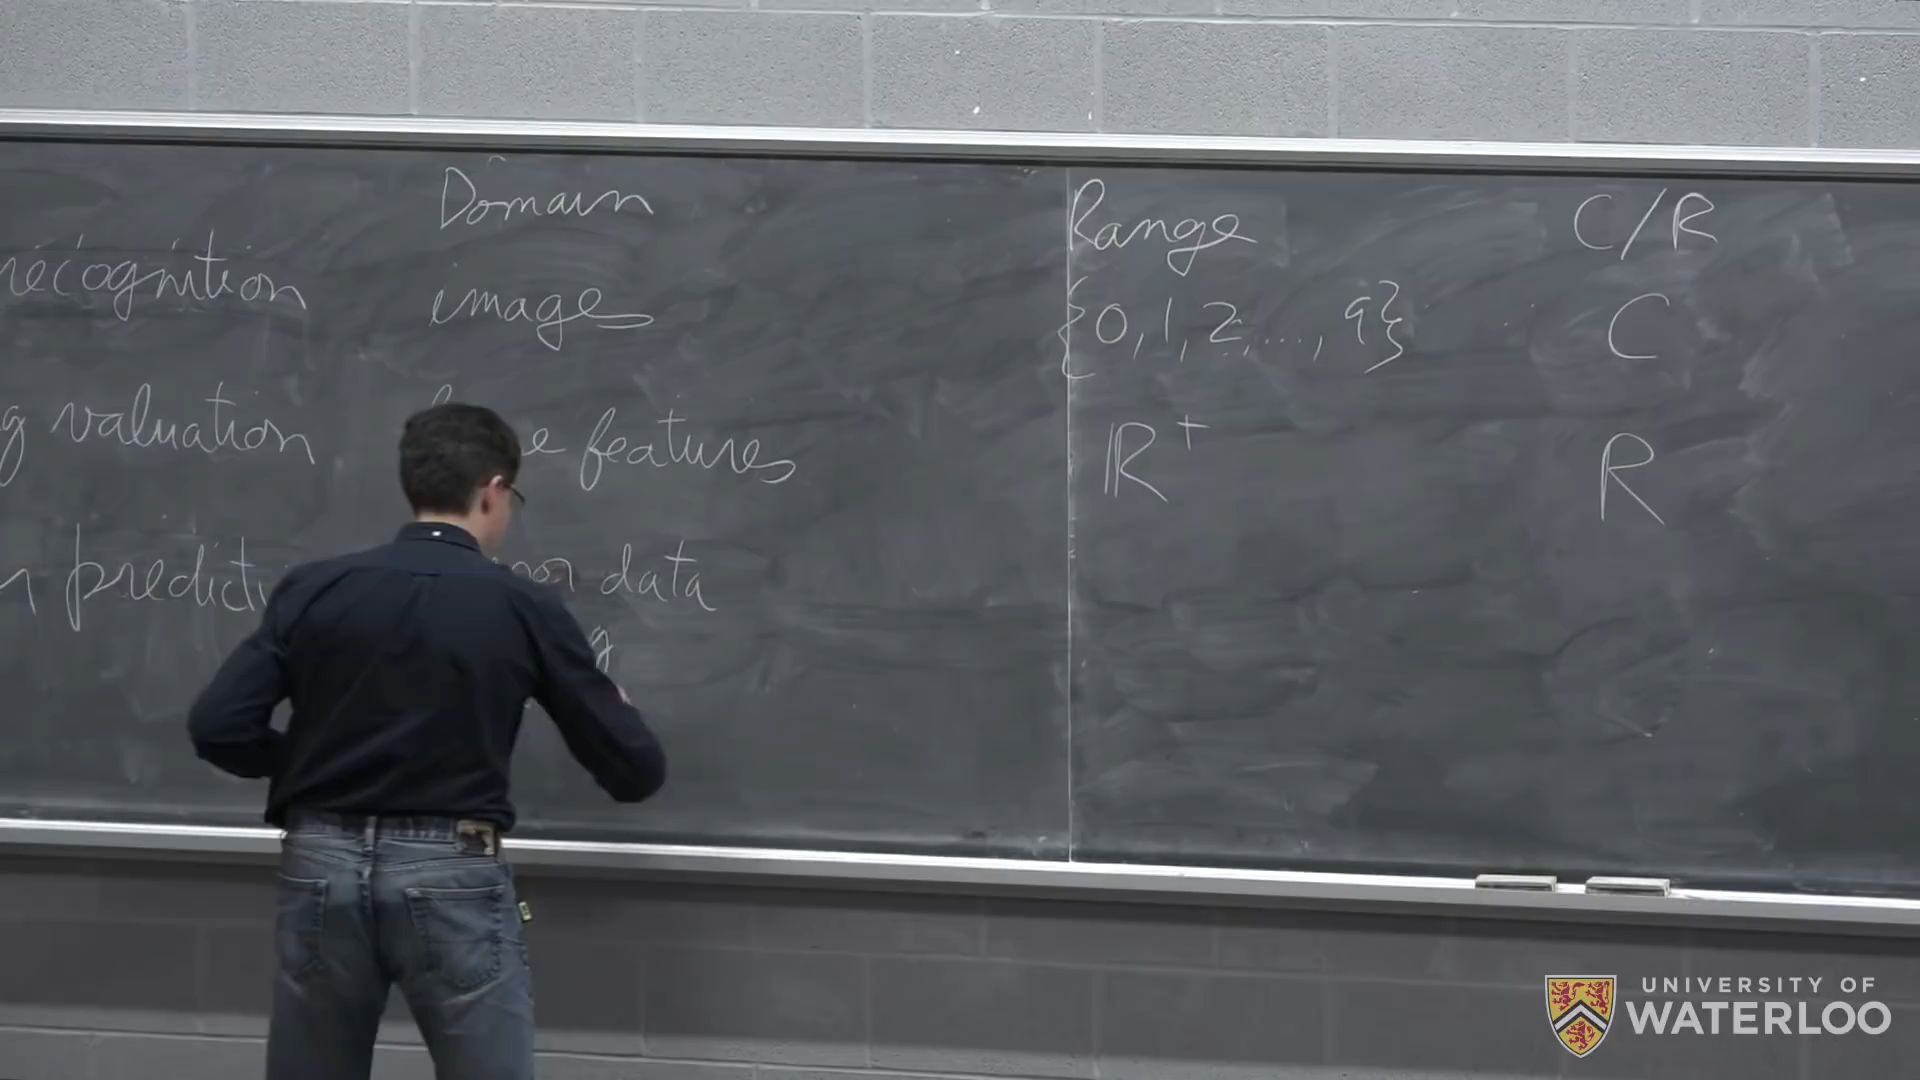 Domain Range C/R
recognition image {0,1,2,...,9} C
valuation features ℝ⁺ R
data
UNIVERSITY OF
WATERLOO